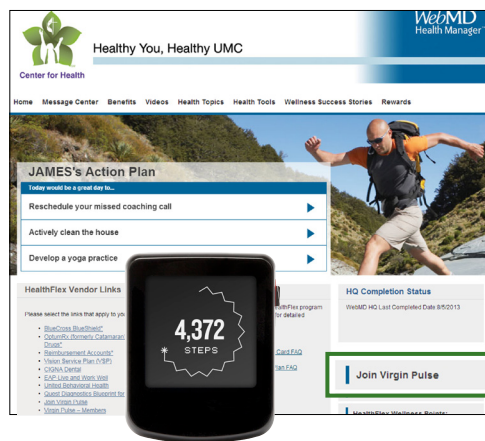 WebMD
Health Manager
Healthy You, Healthy UMC
Center for Health
Home Message Center Benefits Videos Health Topics Health Tools Wellness Success Stories Rewards
JAMES's Action Plan
Today would be a great day to...
Reschedule your missed coaching call
Actively clean the house
Develop a yoga practice
HealthFlex Vendor Links
HQ Completion Status
Please select the links that apply to you
HealthFlex program
for detailed
WebMD HQ Last Completed Date:8/5/2013
BlueCross BlueShield*
OptumRx (formerly Catamaran
Drugs*
Reimbursement Accounts*
Vision Service Plan (VSP)
CIGNA Dental
EAP Live and Work Well
United Behavioral Health
Quest Diagnostics Blueprint for
Join Virgin Pulse
Virgin Pulse – Members
4,372
STEPS
Card FAQ
Plan FAQ
Join Virgin Pulse
HealthFlex Wellness Points: